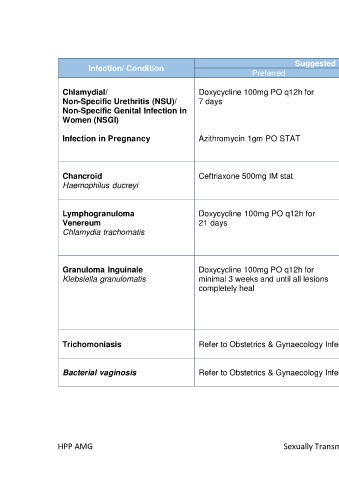 Infection/ Condition
Suggested
Preferred
Chlamydial/
Non-Specific Urethritis (NSU)/
Non-Specific Genital Infection in
Women (NSGI)
Doxycycline 100mg PO q12h for
7 days
Infection in Pregnancy
Azithromycin 1gm PO STAT
Chancroid
Haemophilus ducreyi
Ceftriaxone 500mg IM stat
Lymphogranuloma
Venereum
Chlamydia trachomatis
Doxycycline 100mg PO q12h for
21 days
Granuloma Inguinale
Klebsiella granulomatis
Doxycycline 100mg PO q12h for
minimal 3 weeks and until all lesions
completely heal
Trichomoniasis
Refer to Obstetrics & Gynaecology Infe
Bacterial vaginosis
Refer to Obstetrics & Gynaecology Infe
HPP AMG
Sexually Transm